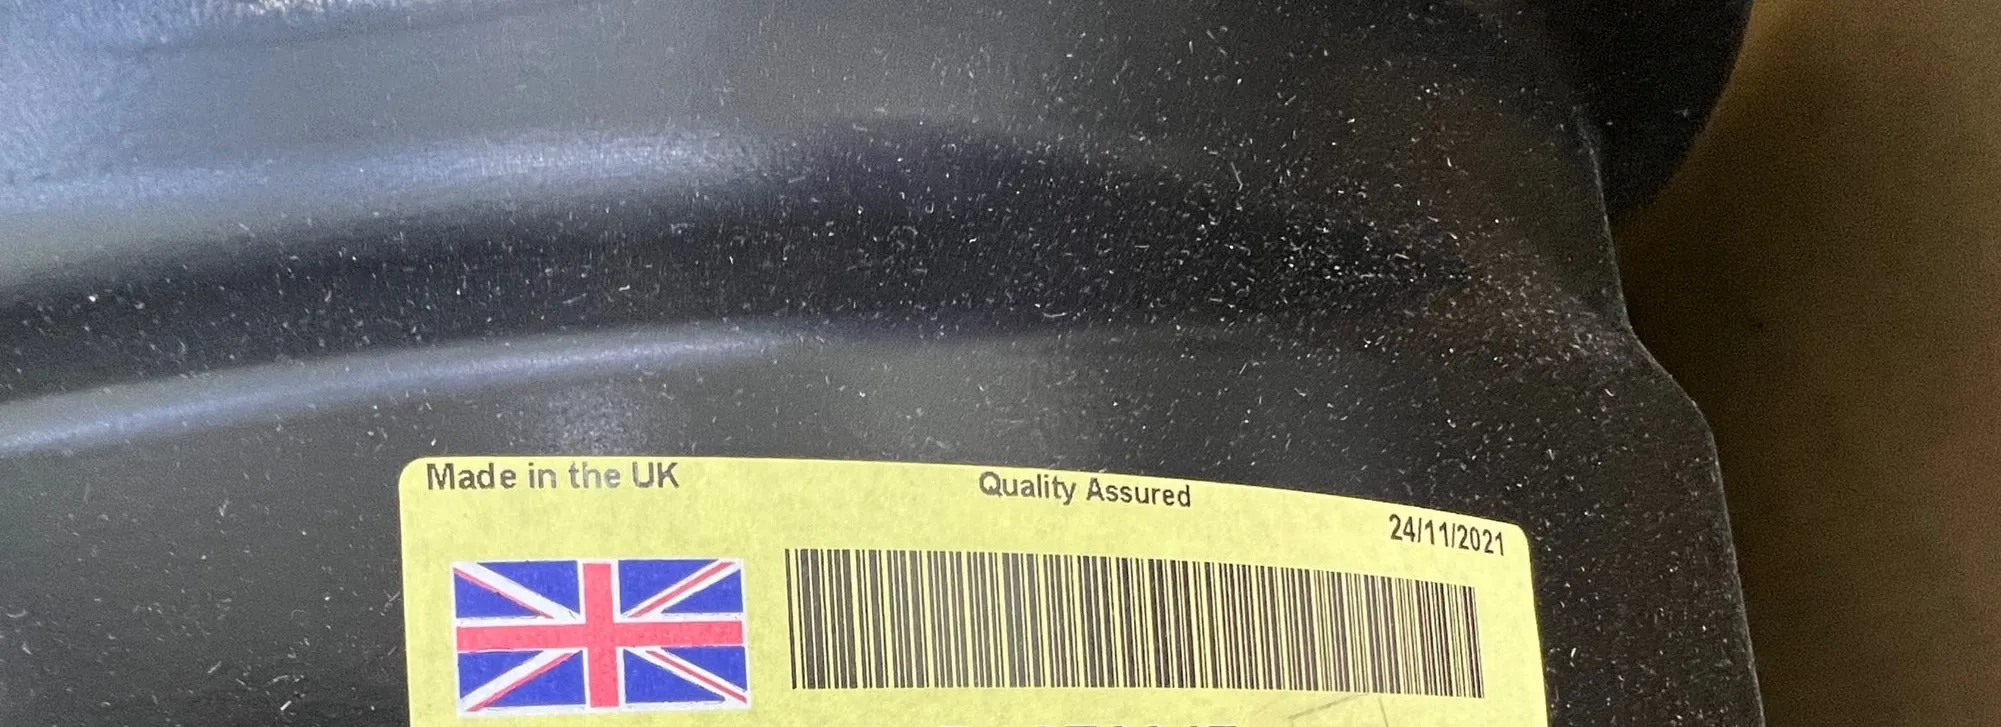 Made in the UK
Quality Assured
24/11/2021